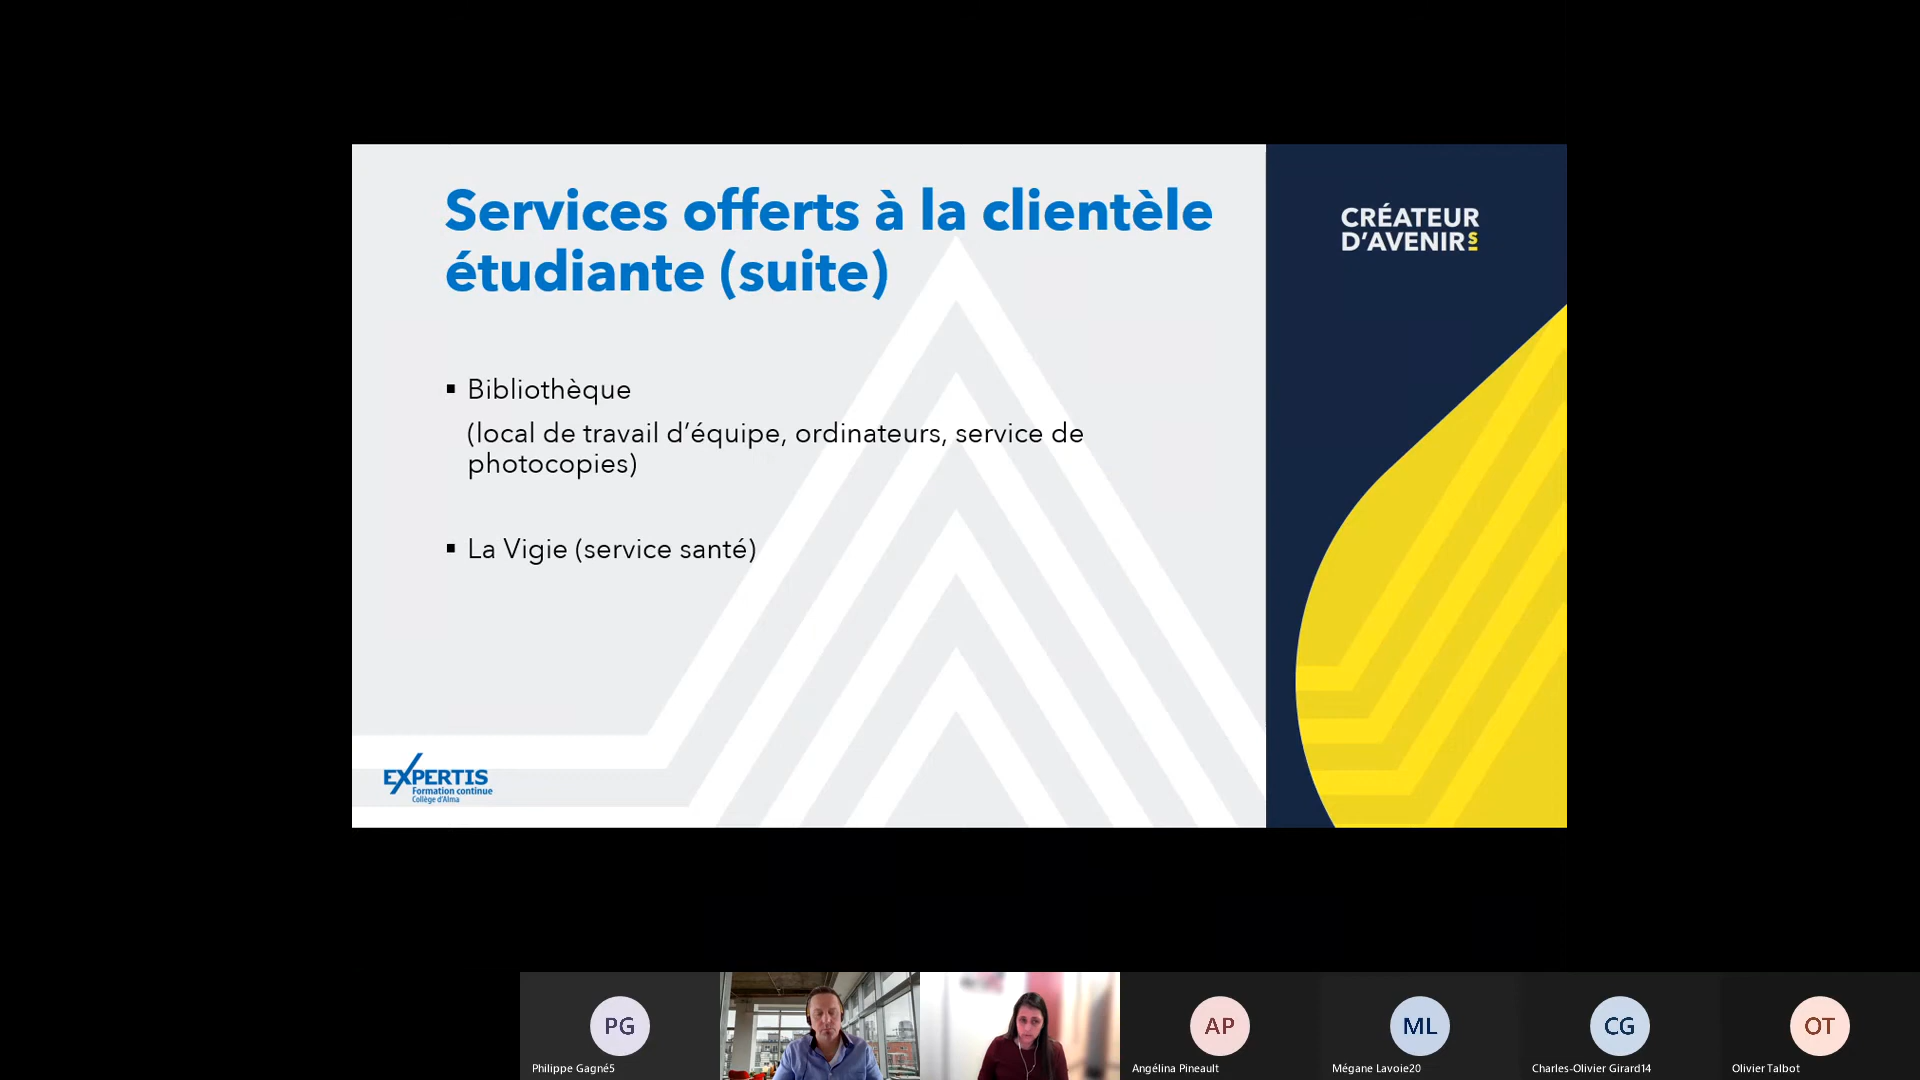 Services offerts à la clientèle
étudiante (suite)
▪ Bibliothèque
(local de travail d’équipe, ordinateurs, service de
photocopies)
▪ La Vigie (service santé)
EXPERTIS
Formation continue
Collège d'Alma
CRÉATEUR
D’AVENIRS
PG
AP
ML
CG
OT
Philippe Gagné5
Angélina Pineault
Mégane Lavoie20
Charles-Olivier Girard14
Olivier Talbot